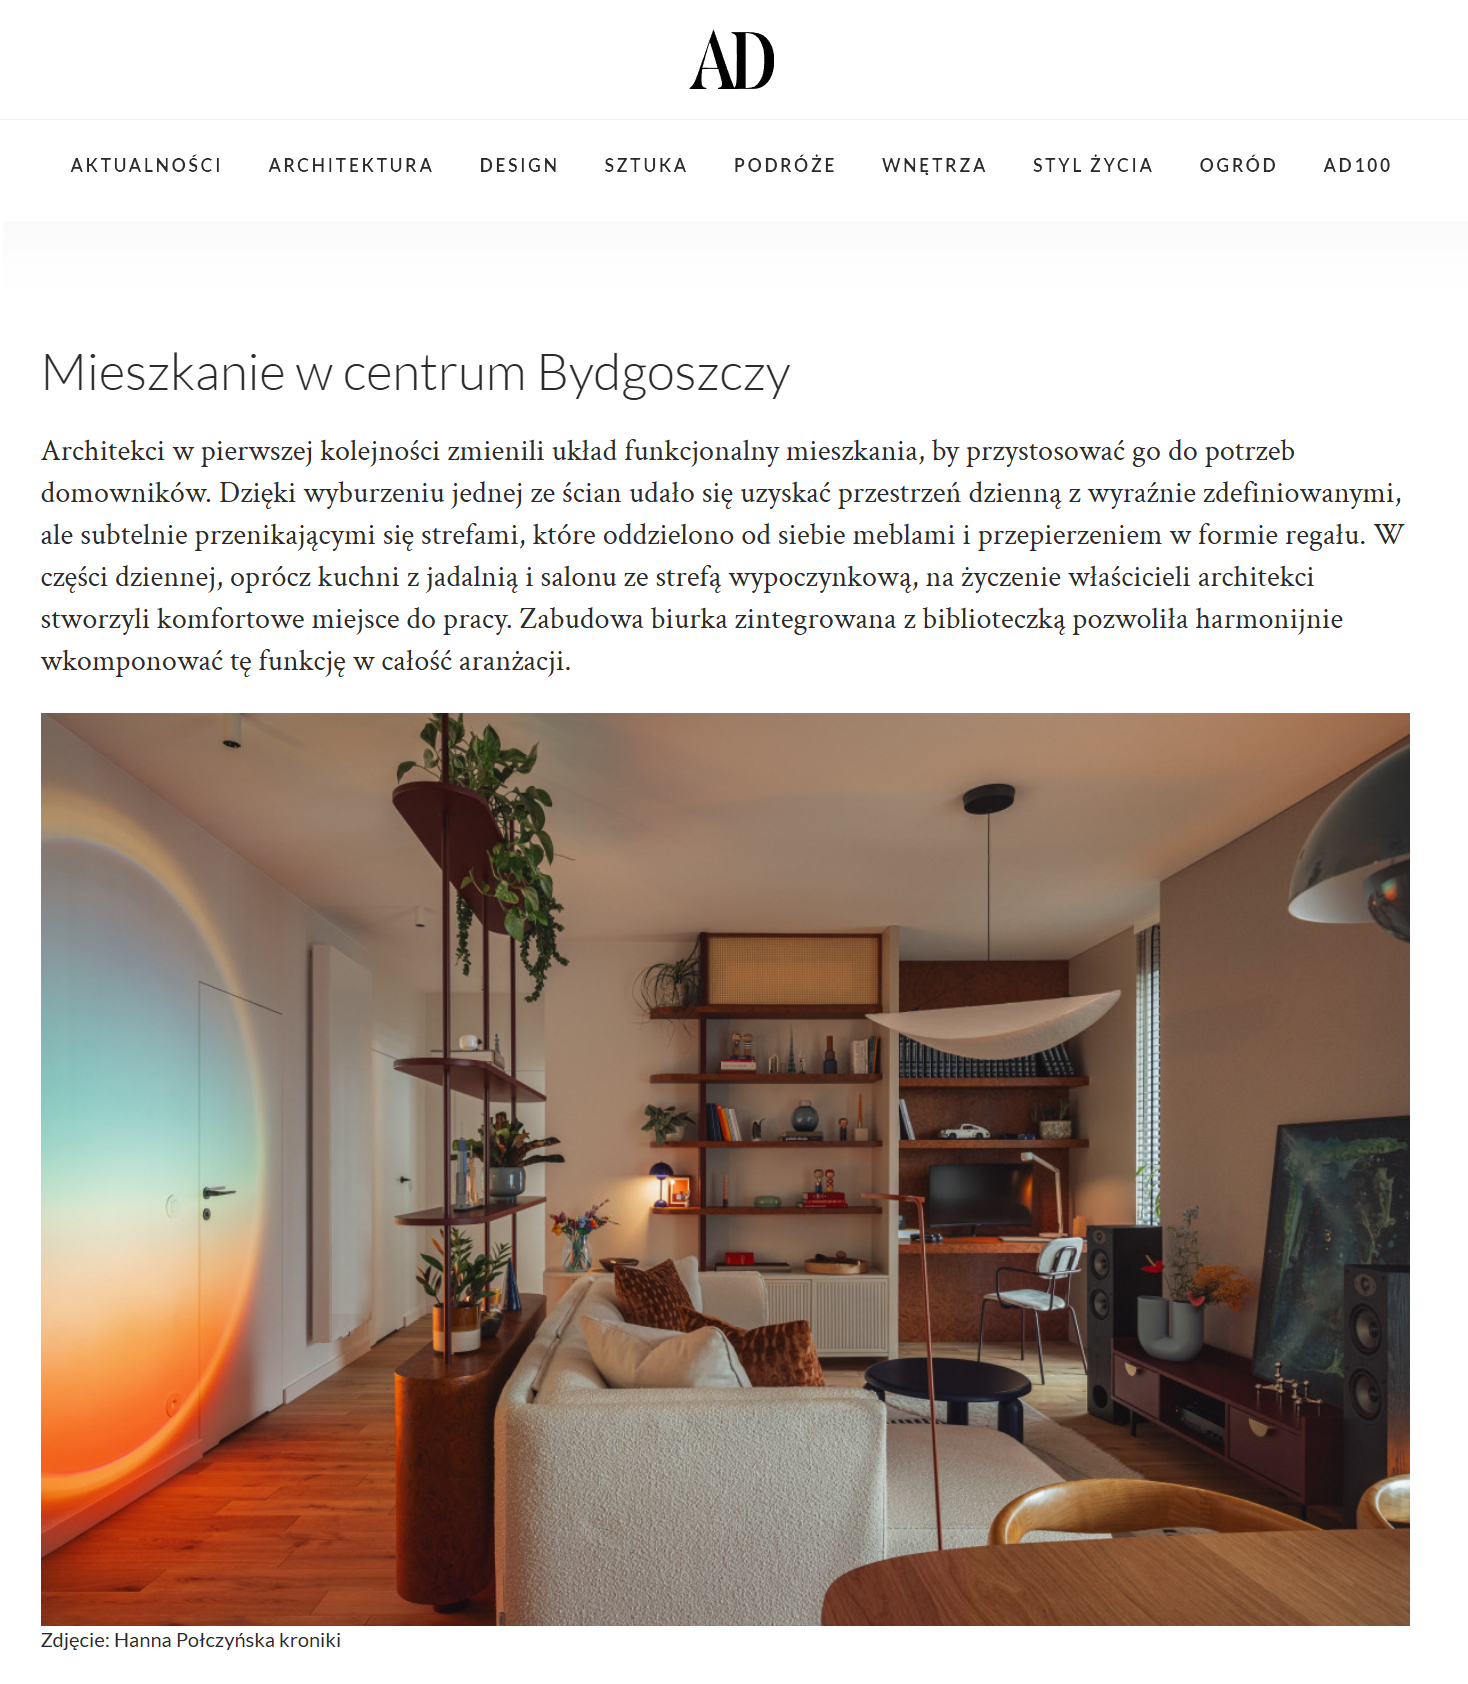 AD
AKTUALNOŚCI ARCHITEKTURA DESIGN SZTUKA PODRÓŻE WNĘTRZA STYL ŻYCIA OGRÓD AD100
Mieszkanie w centrum Bydgoszczy
Architekci w pierwszej kolejności zmienili układ funkcjonalny mieszkania, by przystosować go do potrzeb
domowników. Dzięki wyburzeniu jednej ze ścian udało się uzyskać przestrzeń dzienną z wyraźnie zdefiniowanymi,
ale subtelnie przenikającymi się strefami, które oddzielono od siebie meblami i przepierzeniem w formie regału. W
części dziennej, oprócz kuchni z jadalnią i salonu ze strefą wypoczynkową, na życzenie właścicieli architekci
stworzyli komfortowe miejsce do pracy. Zabudowa biurka zintegrowana z biblioteczką pozwoliła harmonijnie
wkomponować tę funkcję w całość aranżacji.
Zdjęcie: Hanna Połczyńska kroniki